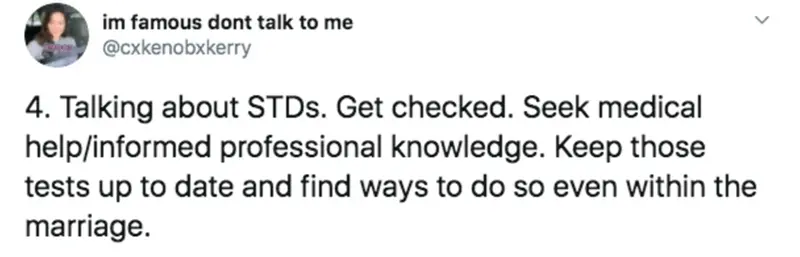 im famous dont talk to me
@cxkenobxkerry
4. Talking about STDs. Get checked. Seek medical
help/informed professional knowledge. Keep those
tests up to date and find ways to do so even within the
marriage.